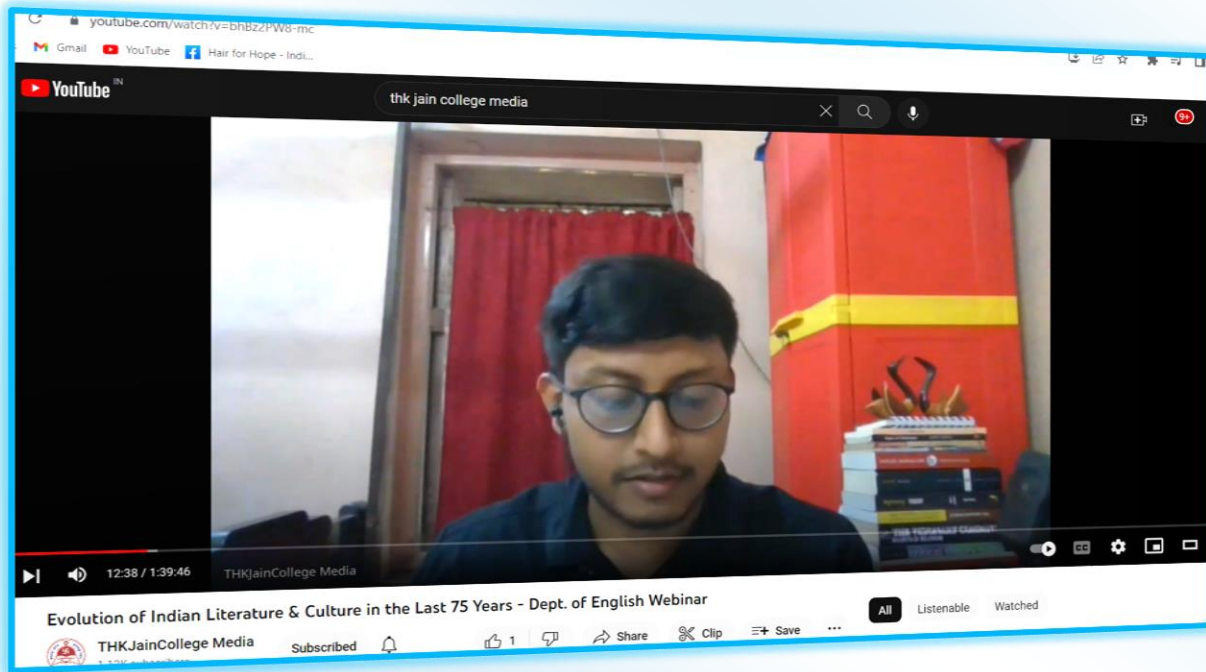 youtube.com/watch?v=bhBz2PW8-mc
Gmail YouTube Hair for Hope - Indi...
YouTube IN
thk jain college media
9+
12:38 / 1:39:46 THKJainCollege Media
CC
Evolution of Indian Literature & Culture in the Last 75 Years - Dept. of English Webinar
All Listenable Watched
THKJainCollege Media Subscribed 1 Share Clip Save ...